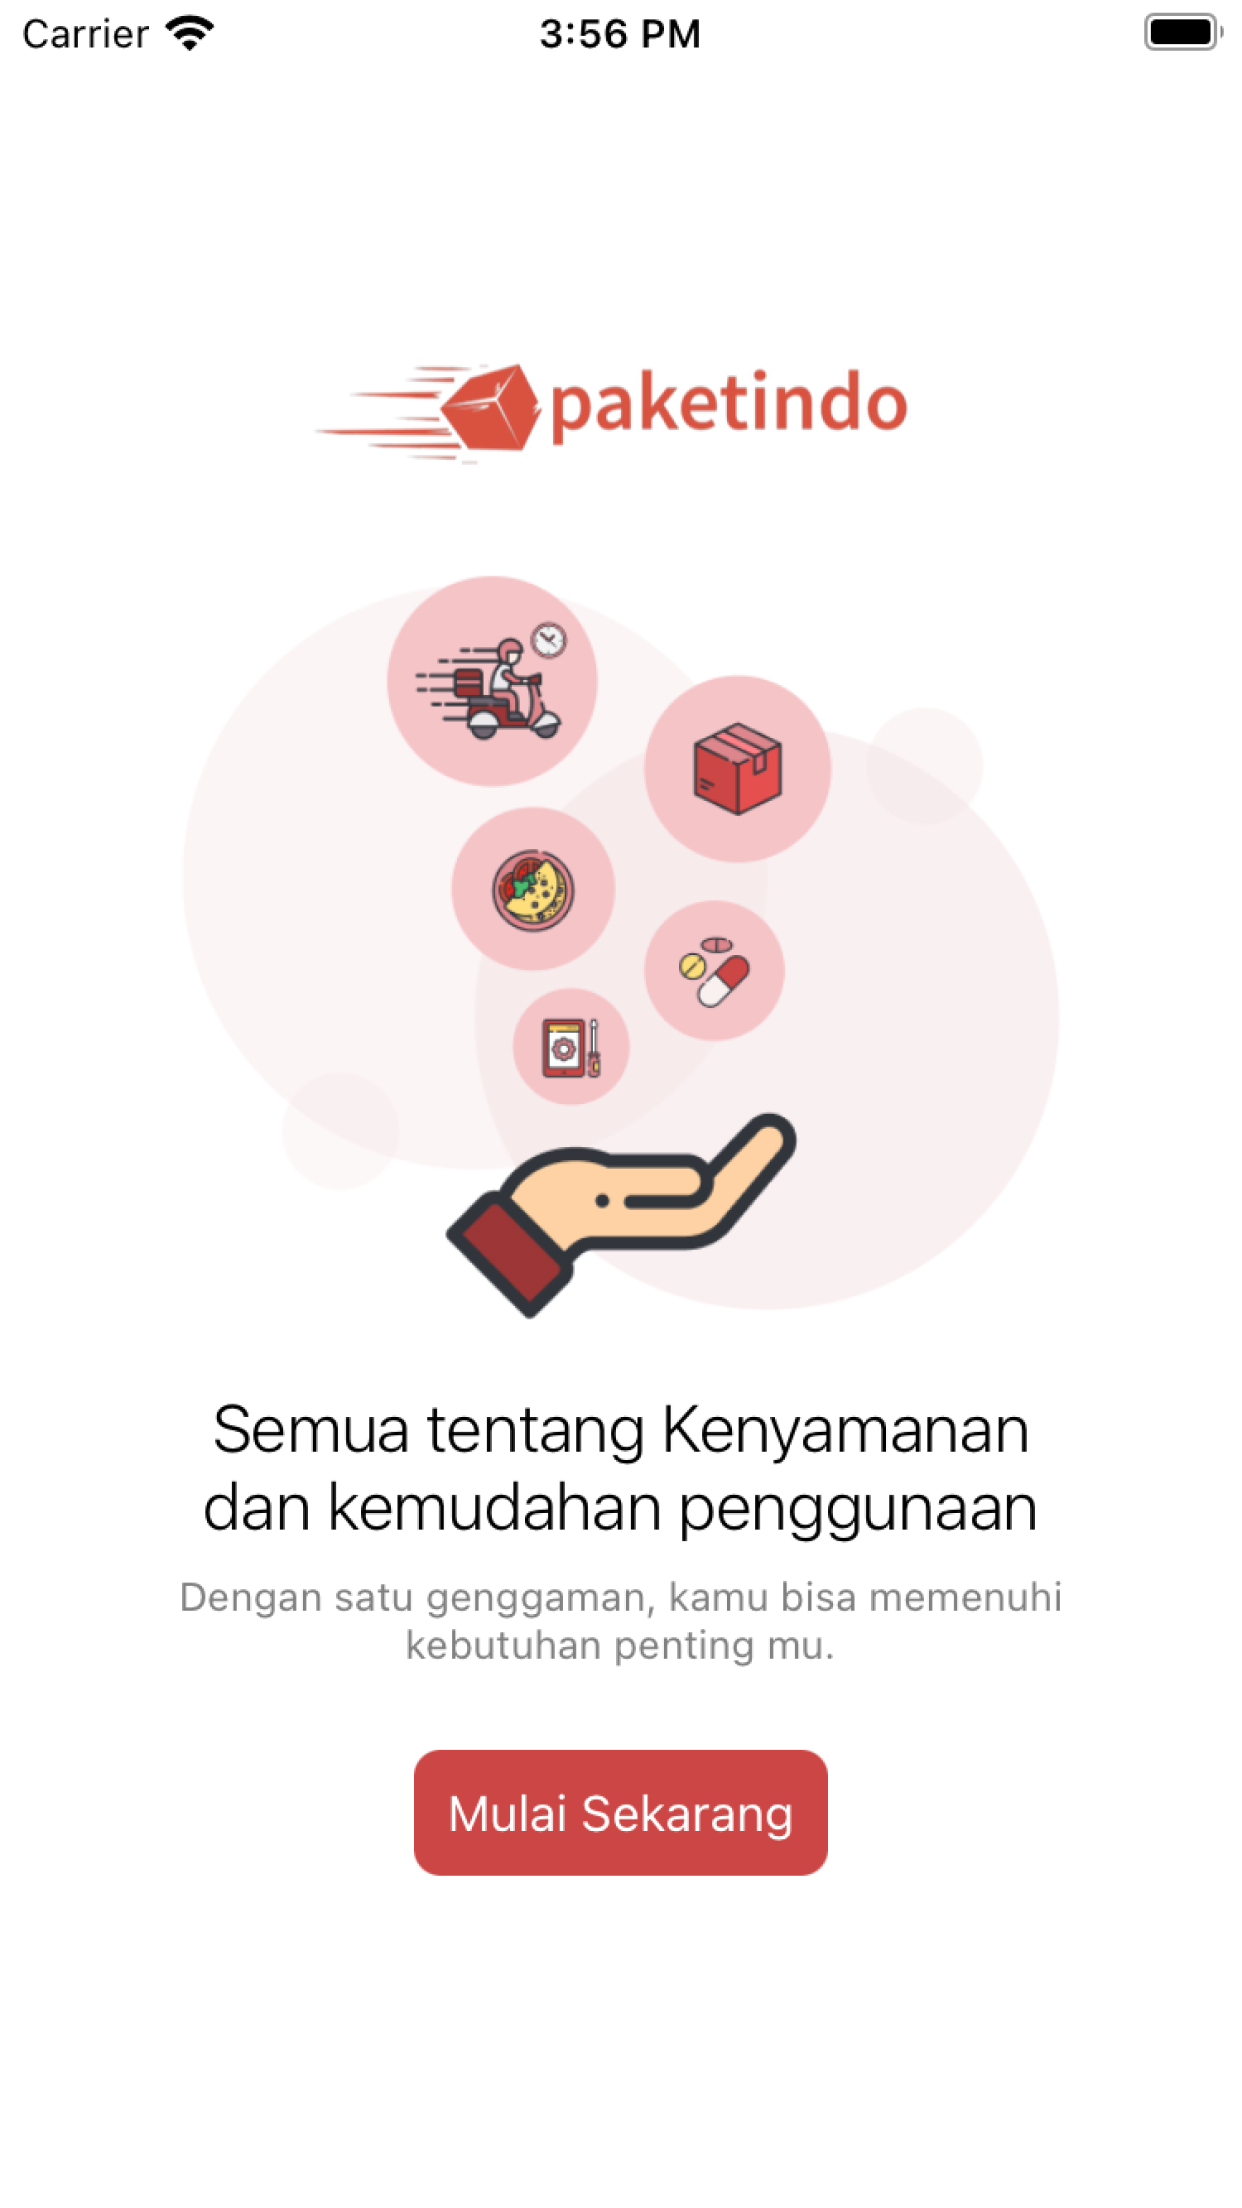 Carrier 3:56 PM
paketindo
Semua tentang Kenyamanan
dan kemudahan penggunaan
Dengan satu genggaman, kamu bisa memenuhi
kebutuhan penting mu.
Mulai Sekarang